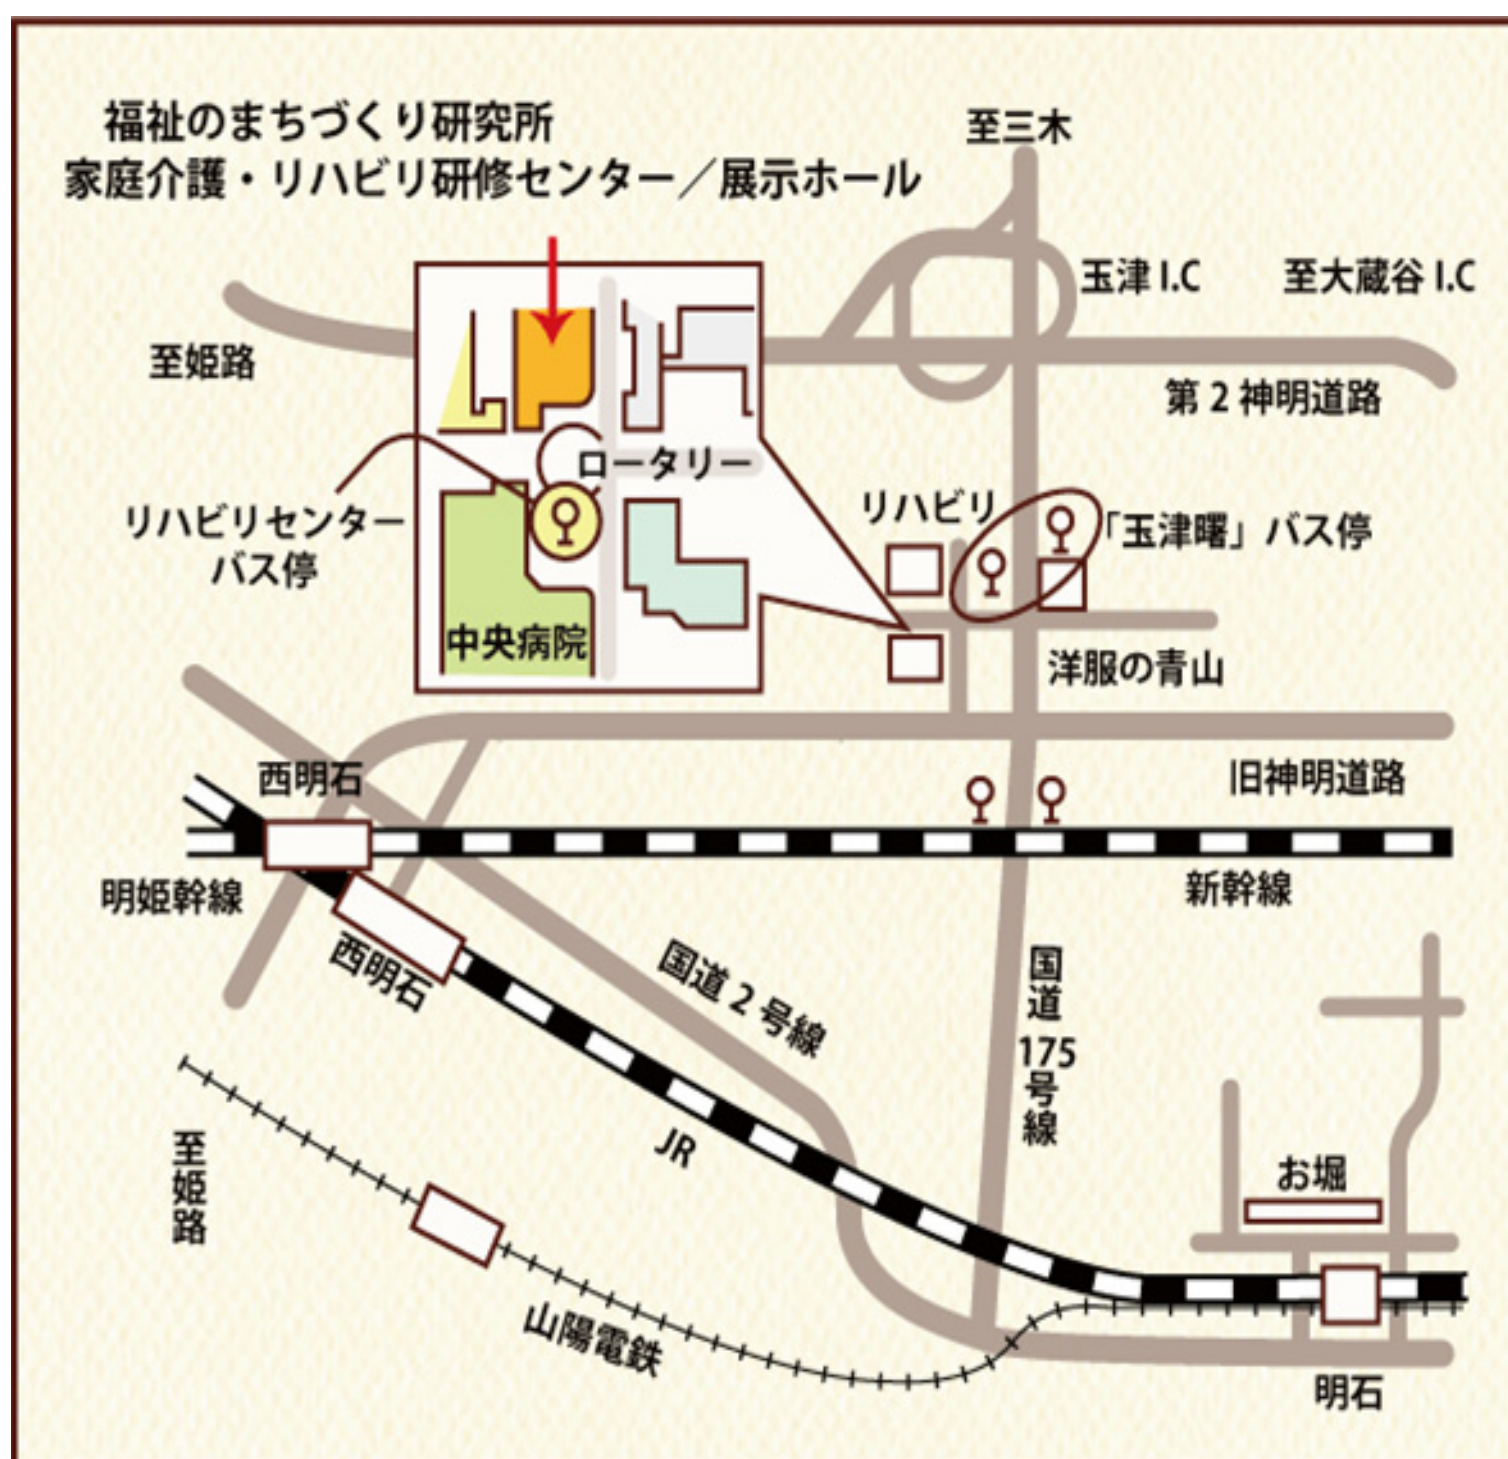 福祉のまちづくり研究所
家庭介護・リハビリ研修センター／展示ホール
至三木
玉津 I.C
至大蔵谷 I.C
至姫路
第 2 神明道路
ロータリー
リハビリセンター
バス停
リハビリ
「玉津曙」バス停
中央病院
洋服の青山
西明石
旧神明道路
明姫幹線
新幹線
西明石
国道 2 号線
国道175号線
JR
至姫路
お堀
山陽電鉄
明石